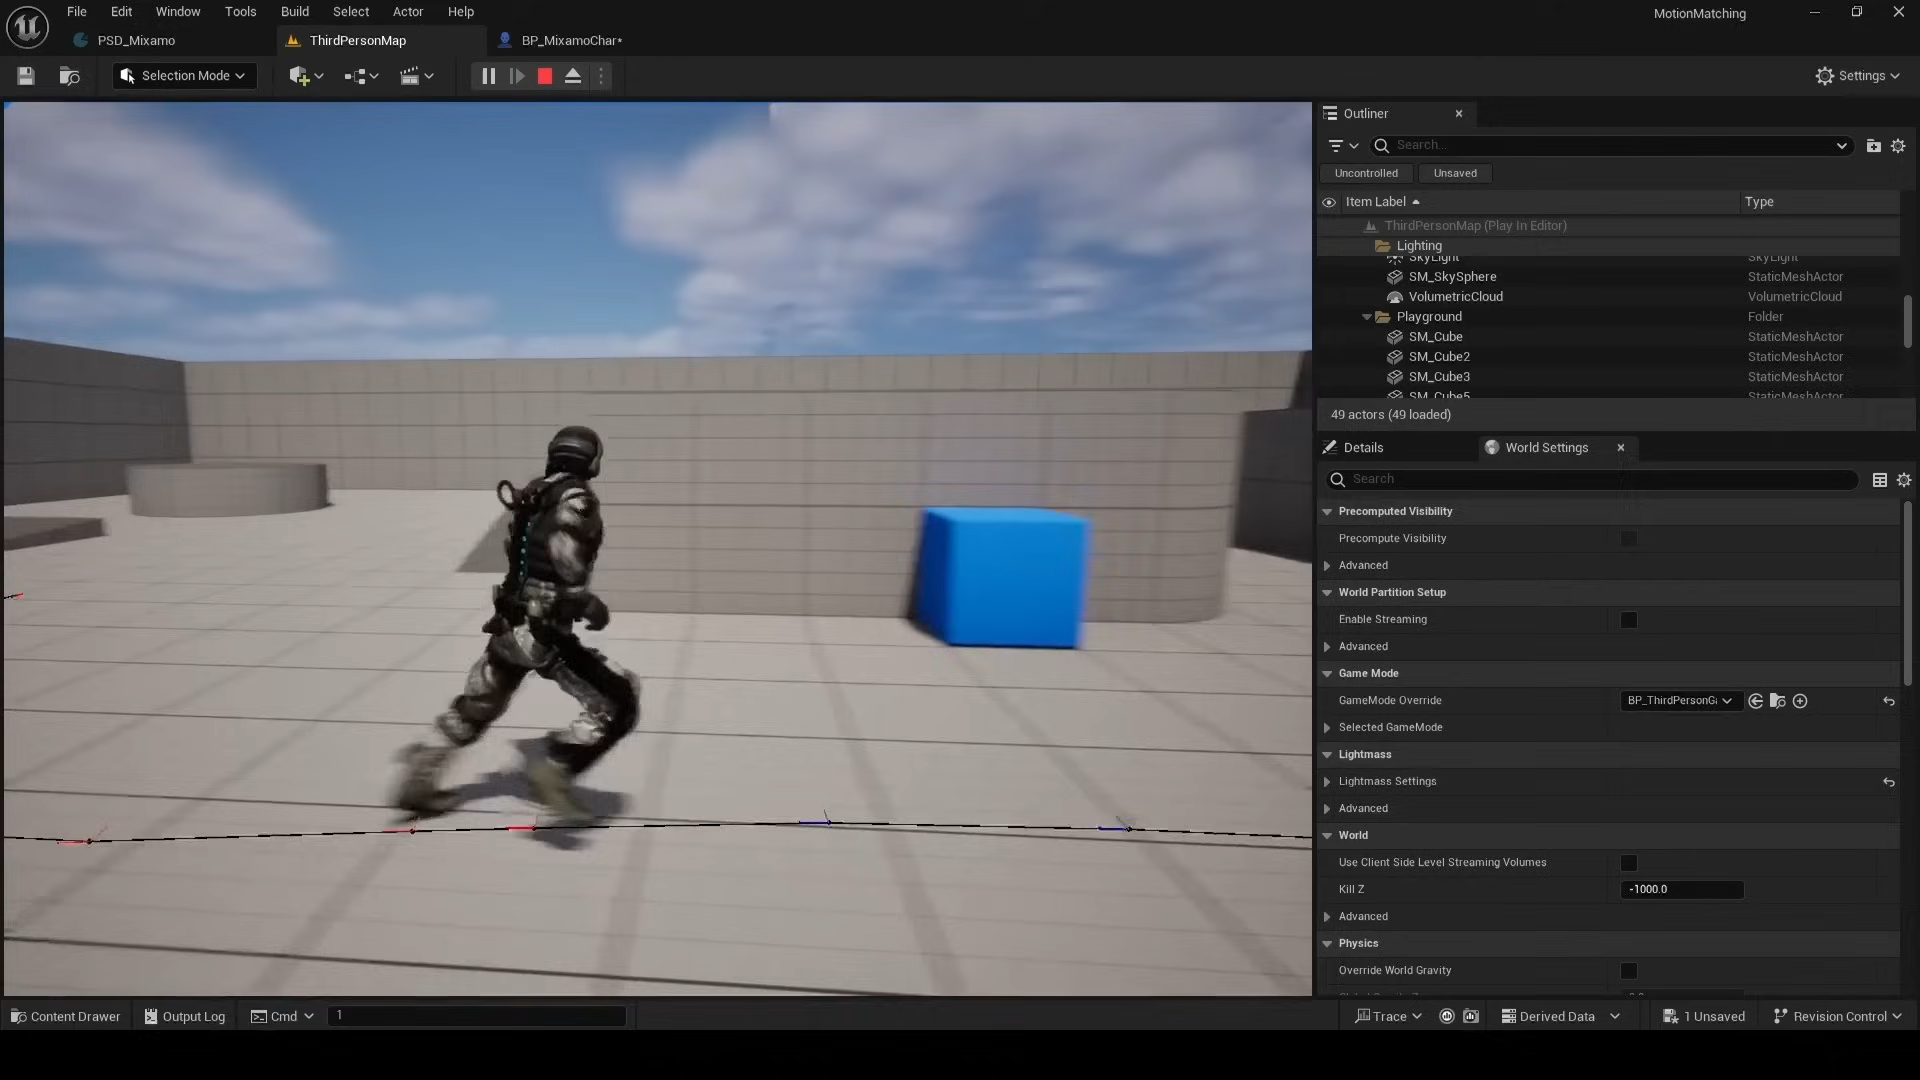 File Edit Window Tools Build Select Actor Help
MotionMatching
PSD_Mixamo
ThirdPersonMap
BP_MixamoChar*
Selection Mode
Settings
Outliner
Search...
Uncontrolled
Unsaved
Item Label
Type
ThirdPersonMap (Play In Editor)
Lighting
SkyLight SkyLight
SM_SkySphere StaticMeshActor
VolumetricCloud VolumetricCloud
Playground Folder
SM_Cube StaticMeshActor
SM_Cube2 StaticMeshActor
SM_Cube3 StaticMeshActor
SM_Cube5 StaticMeshActor
49 actors (49 loaded)
Details
World Settings
Search
Precomputed Visibility
Precompute Visibility
Advanced
World Partition Setup
Enable Streaming
Advanced
Game Mode
GameMode Override BP_ThirdPersonGa
Selected GameMode
Lightmass
Lightmass Settings
Advanced
World
Use Client Side Level Streaming Volumes
Kill Z -1000.0
Advanced
Physics
Override World Gravity
Content Drawer
Output Log
Cmd
1
Trace
Derived Data
1 Unsaved
Revision Control